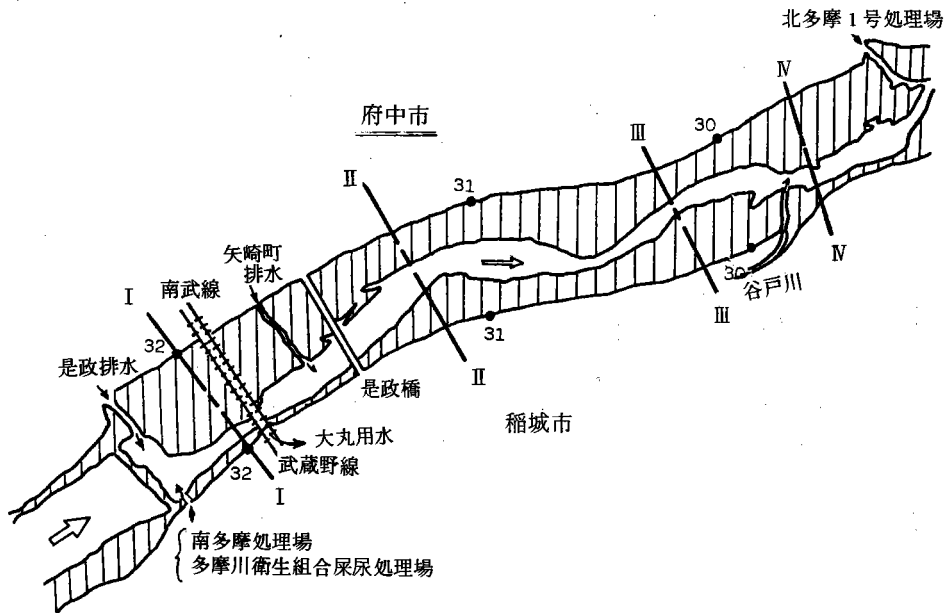 北多摩1号処理場
IV
府中市
III
30
II
31
矢崎町
排水
I
南武線
32
是政排水
30
谷戸川
IV
III
31
II
是政橋
稲城市
大丸用水
32
武蔵野線
I
南多摩処理場
多摩川衛生組合屎尿処理場